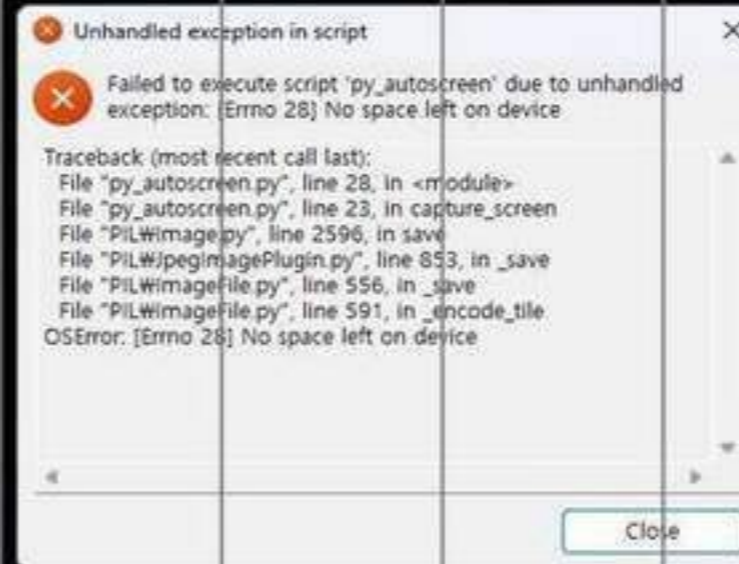 Unhandled exception in script
Failed to execute script 'py_autoscreen' due to unhandled
exception: [Errno 28] No space left on device
Traceback (most recent call last):
File "py_autoscreen.py", line 28, in <module>
File "py_autoscreen.py", line 23, in capture_screen
File "PIL₩Image.py", line 2596, in save
File "PIL₩JpegImagePlugin.py", line 853, in _save
File "PIL₩ImageFile.py", line 556, in _save
File "PIL₩ImageFile.py", line 591, in _encode_tile
OSError: [Errno 28] No space left on device
Close